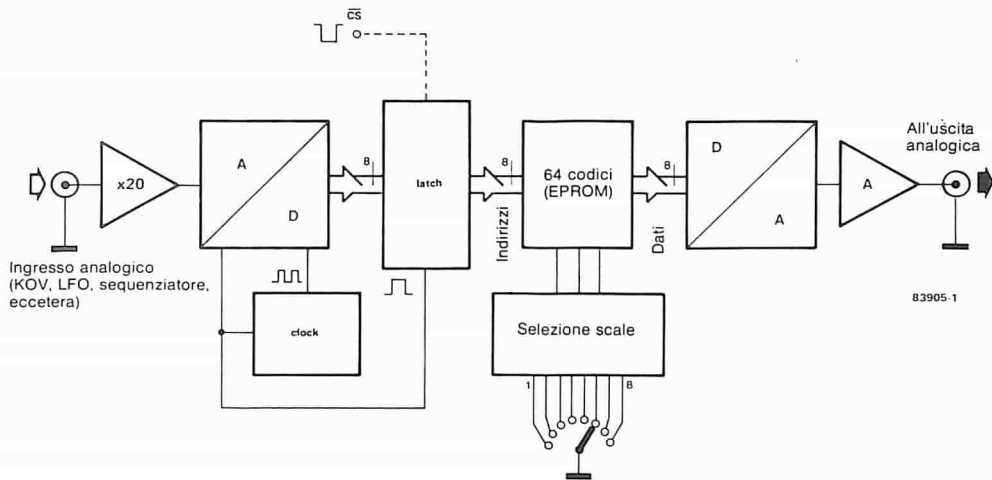 CS
x20
A
D
8
latch
8
Indirizzi
64 codici
(EPROM)
8
Dati
D
A
A
All'uscita
analogica
Ingresso analogico
(KOV, LFO, sequenziatore,
eccetera)
clock
Selezione scale
1
8
83905-1